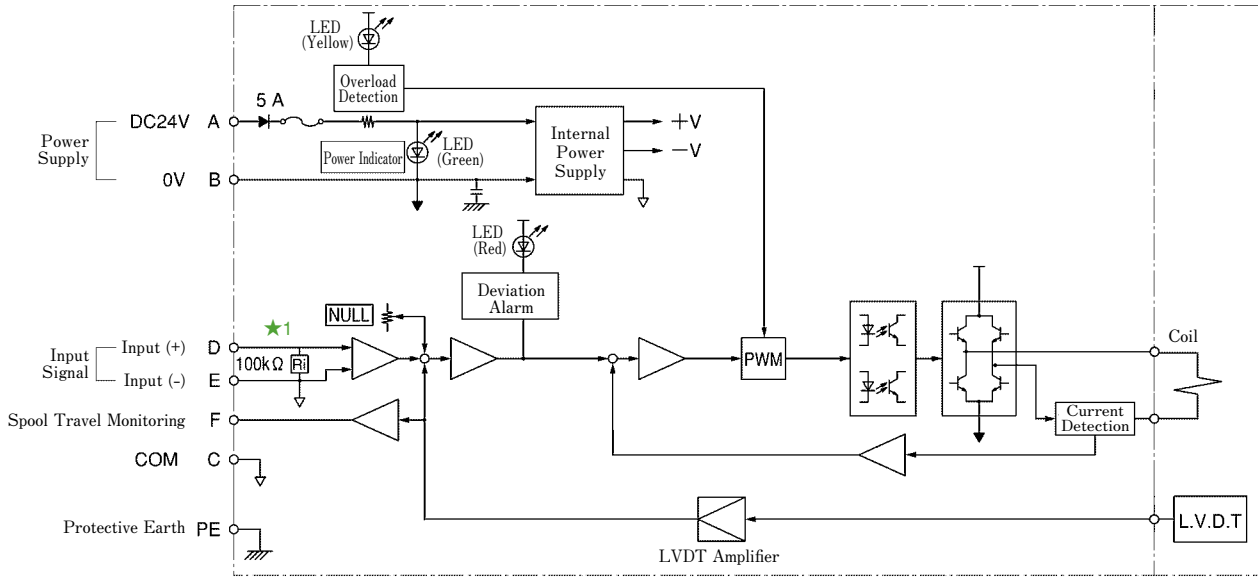 LED
(Yellow)
Overload
Detection
5 A
DC24V A
Power
Supply
Power Indicator
LED
(Green)
Internal
Power
Supply
+V
−V
0V B
LED
(Red)
Deviation
Alarm
NULL
★1
Input (+) D
Input
Signal
100kΩ Ri
Input (-) E
PWM
Coil
Current
Detection
Spool Travel Monitoring F
COM C
Protective Earth PE
LVDT Amplifier
L.V.D.T